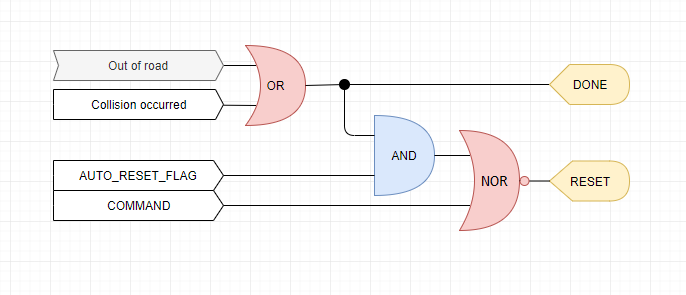 Out of road
OR
DONE
Collision occurred
AND
AUTO_RESET_FLAG
NOR
RESET
COMMAND